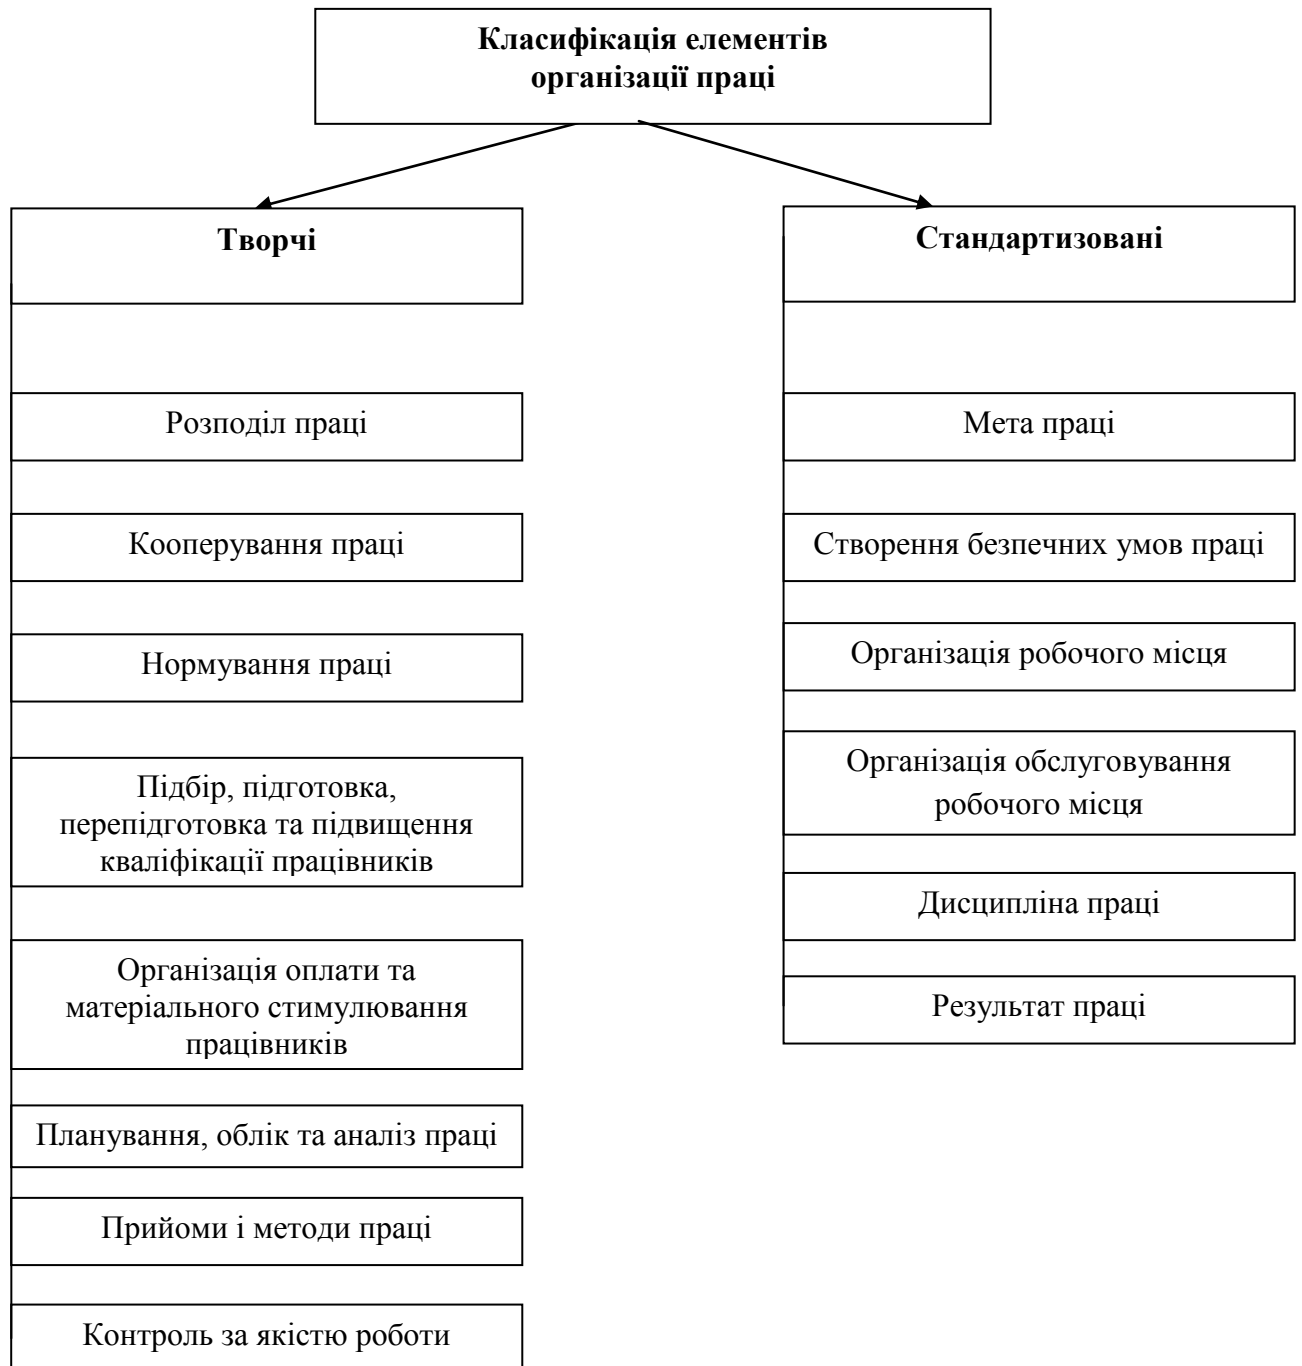 Класифікація елементів
організації праці
Творчі
Розподіл праці
Кооперування праці
Нормування праці
Підбір, підготовка,
перепідготовка та підвищення
кваліфікації працівників
Організація оплати та
матеріального стимулювання
працівників
Планування, облік та аналіз праці
Прийоми і методи праці
Контроль за якістю роботи
Стандартизовані
Мета праці
Створення безпечних умов праці
Організація робочого місця
Організація обслуговування
робочого місця
Дисципліна праці
Результат праці